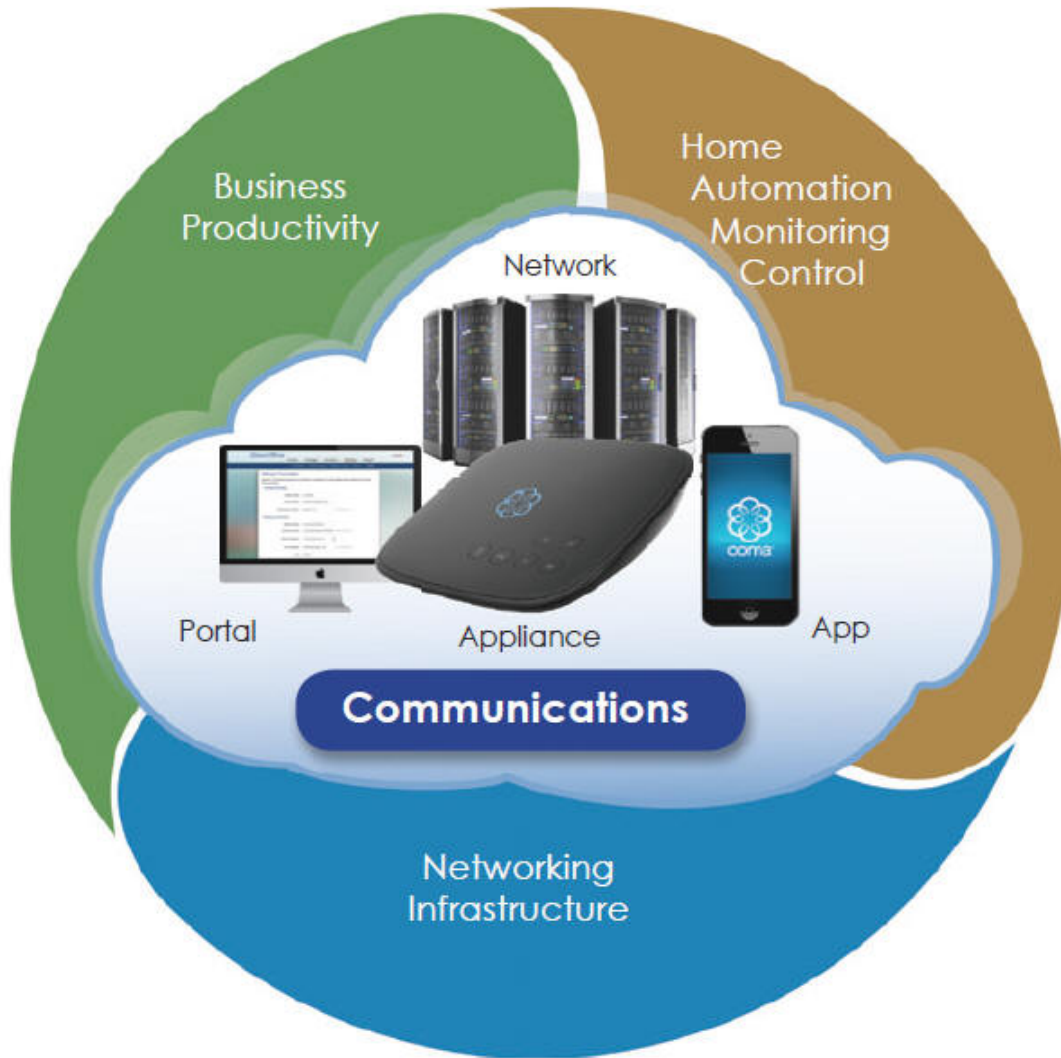 Business
Productivity
Home
Automation
Monitoring
Control
Network
Portal
Appliance
App
ooma
Communications
Networking
Infrastructure